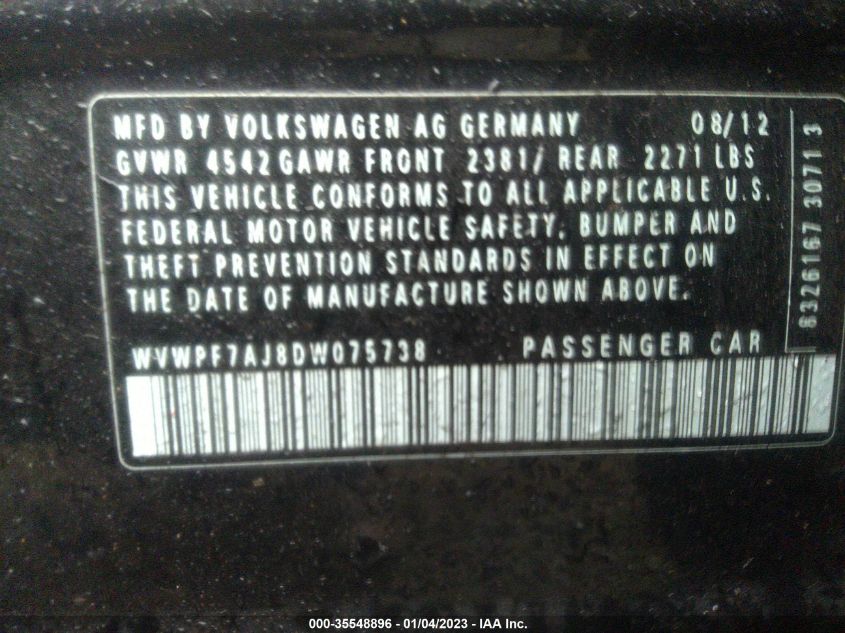 MFD BY VOLKSWAGEN AG GERMANY 08/12
GVWR 4542 GAWR FRONT 2381/ REAR 2271 LBS
THIS VEHICLE CONFORMS TO ALL APPLICABLE U.S.
FEDERAL MOTOR VEHICLE SAFETY, BUMPER AND
THEFT PREVENTION STANDARDS IN EFFECT ON
THE DATE OF MANUFACTURE SHOWN ABOVE.
WVWPF7AJ8DW075738 PASSENGER CAR
8326167 3071 3
000-35548896 - 01/04/2023 - IAA Inc.